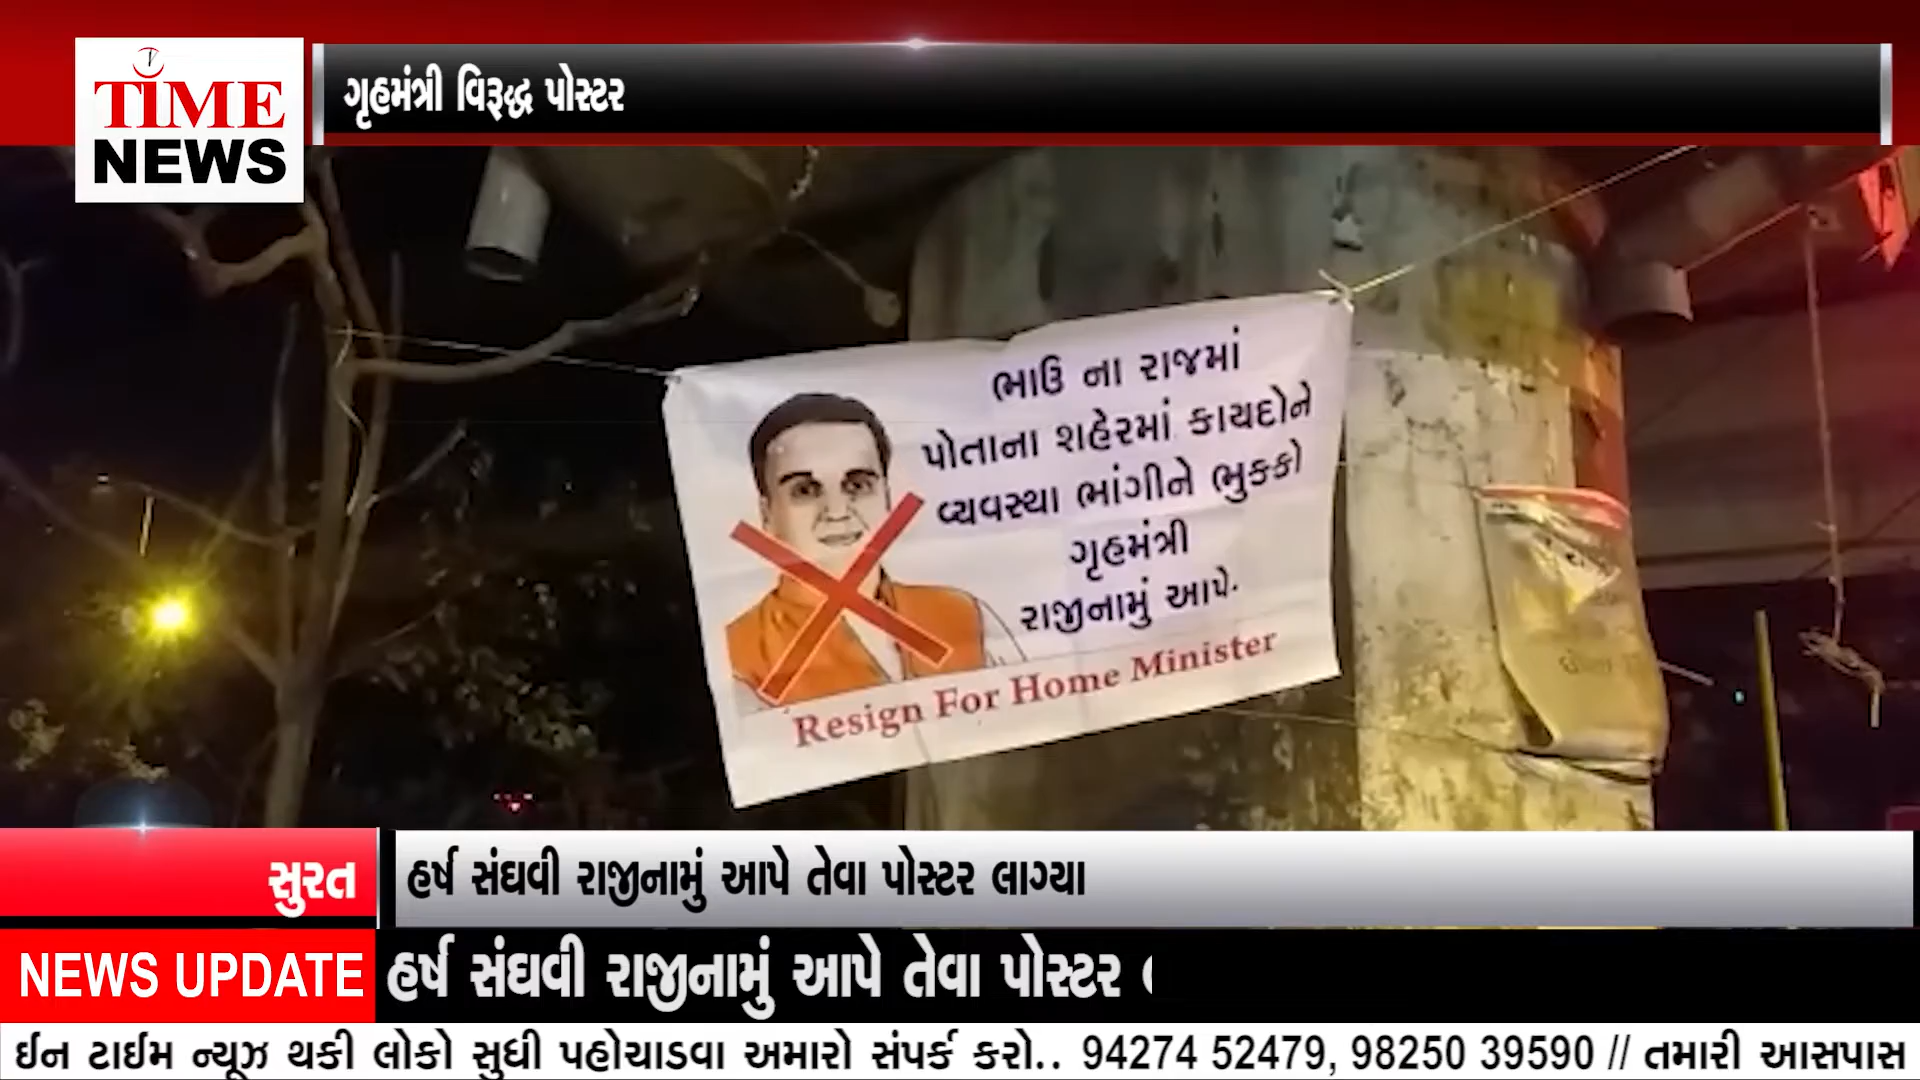 TIME
NEWS
ગૃહમંત્રી વિરૂદ્ધ પોસ્ટર
ભાઉ ના રાજમાં
પોતાના શહેરમાં કાયદોને
વ્યવસ્થા ભાંગીને ભુકકો
ગૃહમંત્રી
રાજીનામું આપે.
Resign For Home Minister
સુરત
હર્ષ સંઘવી રાજીનામું આપે તેવા પોસ્ટર લાગ્યા
NEWS UPDATE
હર્ષ સંઘવી રાજીનામું આપે તેવા પોસ્ટર
ઈન ટાઈમ ન્યૂઝ થકી લોકો સુધી પહોચાડવા અમારો સંપર્ક કરો.. 94274 52479, 98250 39590 // તમારી આસપાસ